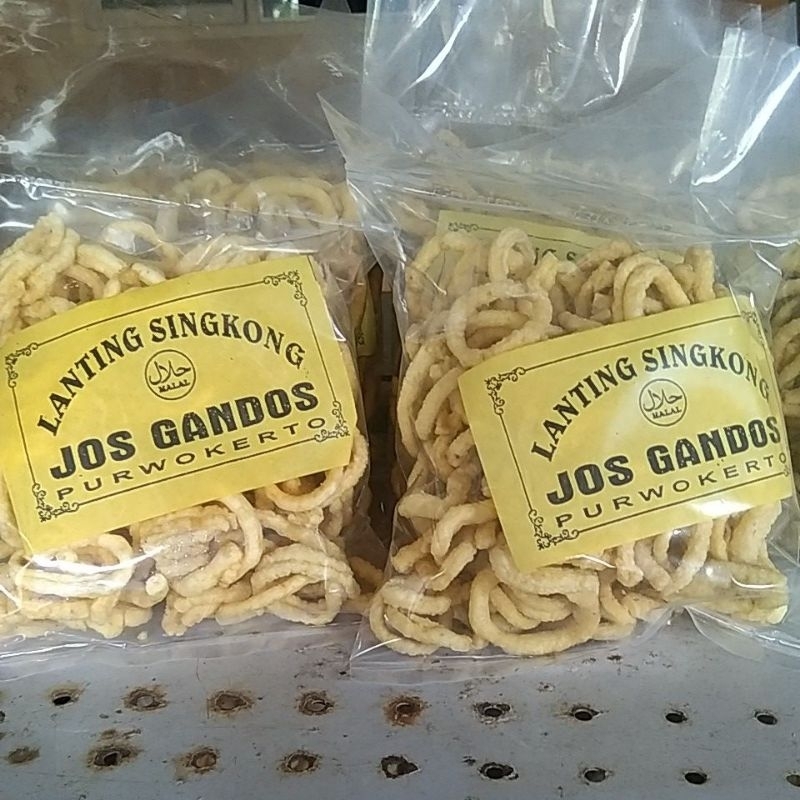 LANTING SINGKONG
حلال
HALAL
JOS GANDOS
PURWOKERTO
LANTING SINGKONG
حلال
HALAL
JOS GANDOS
PURWOKERTO